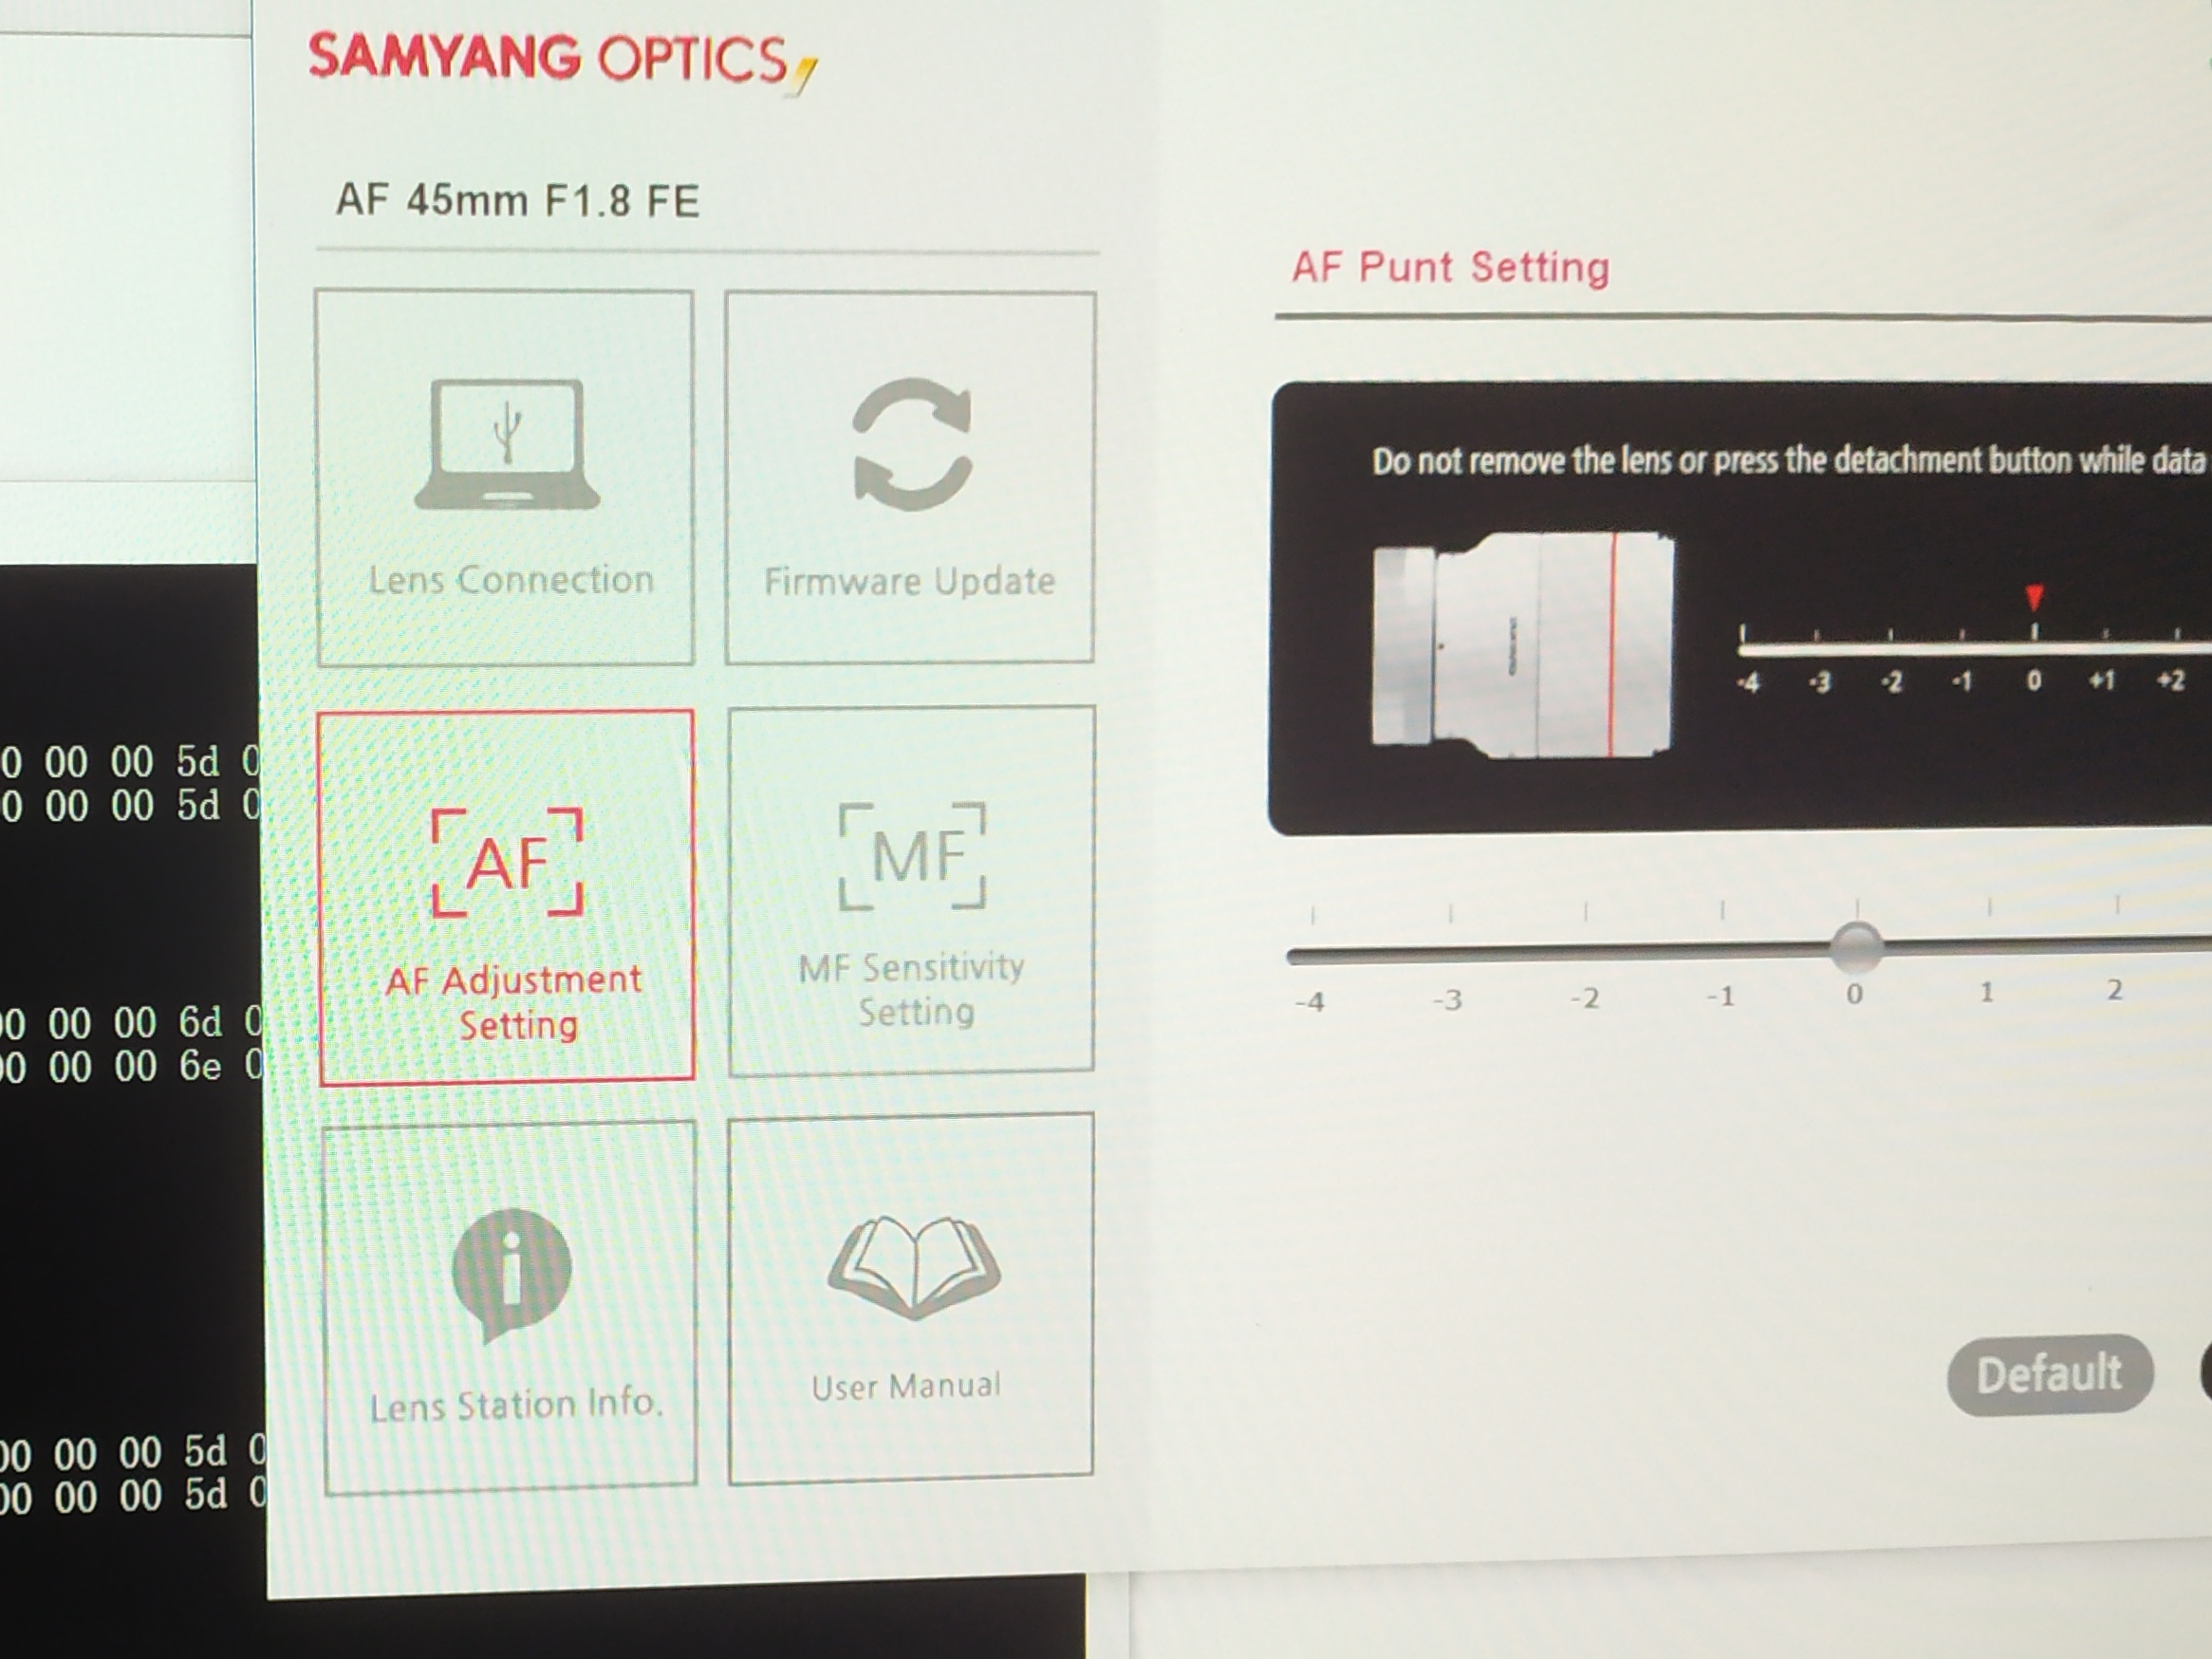 SAMYANG OPTICS
AF 45mm F1.8 FE
Lens Connection
Firmware Update
AF
AF Adjustment
Setting
MF
MF Sensitivity
Setting
i
Lens Station Info.
User Manual
AF Punt Setting
Do not remove the lens or press the detachment button while data
-4 -3 -2 -1 0 +1 +2
-4 -3 -2 -1 0 1 2
Default
0 00 00 5d 0
0 00 00 5d 0
00 00 00 6d 0
00 00 00 6e 0
00 00 00 5d 0
00 00 00 5d 0